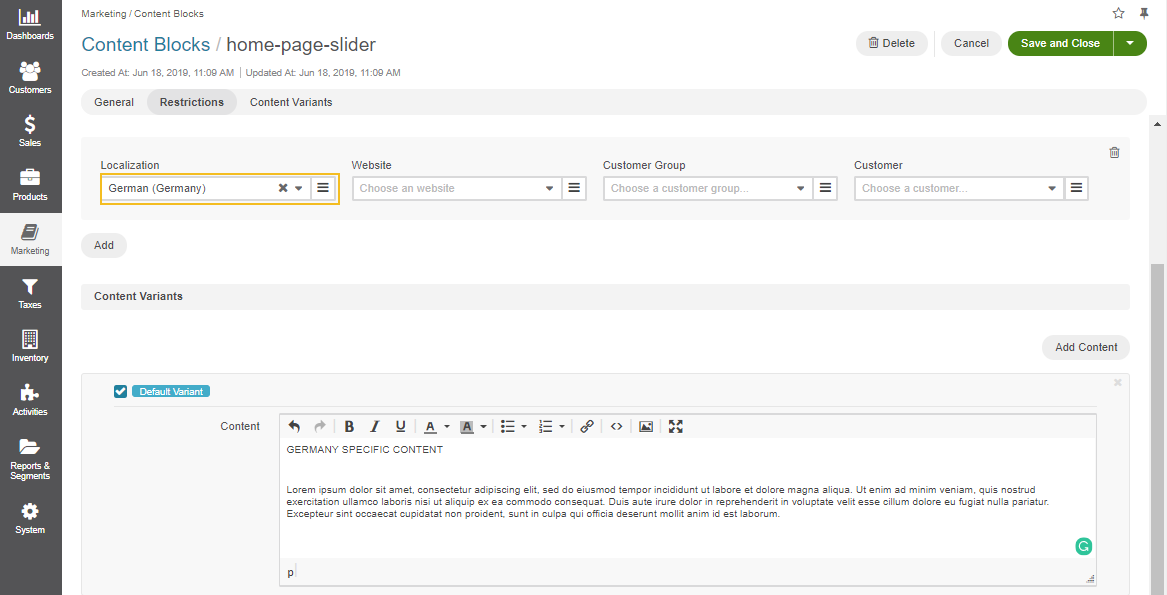 Dashboards
Customers
Sales
Products
Marketing
Taxes
Inventory
Activities
Reports &
Segments
System
Marketing / Content Blocks
Content Blocks / home-page-slider
Delete
Cancel
Save and Close
Created At: Jun 18, 2019, 11:09 AM | Updated At: Jun 18, 2019, 11:09 AM
General Restrictions Content Variants
Localization Website Customer Group Customer
German (Germany) Choose an website Choose a customer group... Choose a customer...
Add
Content Variants
Add Content
Default Variant
Content
B I U A A
GERMANY SPECIFIC CONTENT
Lorem ipsum dolor sit amet, consectetur adipiscing elit, sed do eiusmod tempor incididunt ut labore et dolore magna aliqua. Ut enim ad minim veniam, quis nostrud
exercitation ullamco laboris nisi ut aliquip ex ea commodo consequat. Duis aute irure dolor in reprehenderit in voluptate velit esse cillum dolore eu fugiat nulla pariatur.
Excepteur sint occaecat cupidatat non proident, sunt in culpa qui officia deserunt mollit anim id est laborum.
p